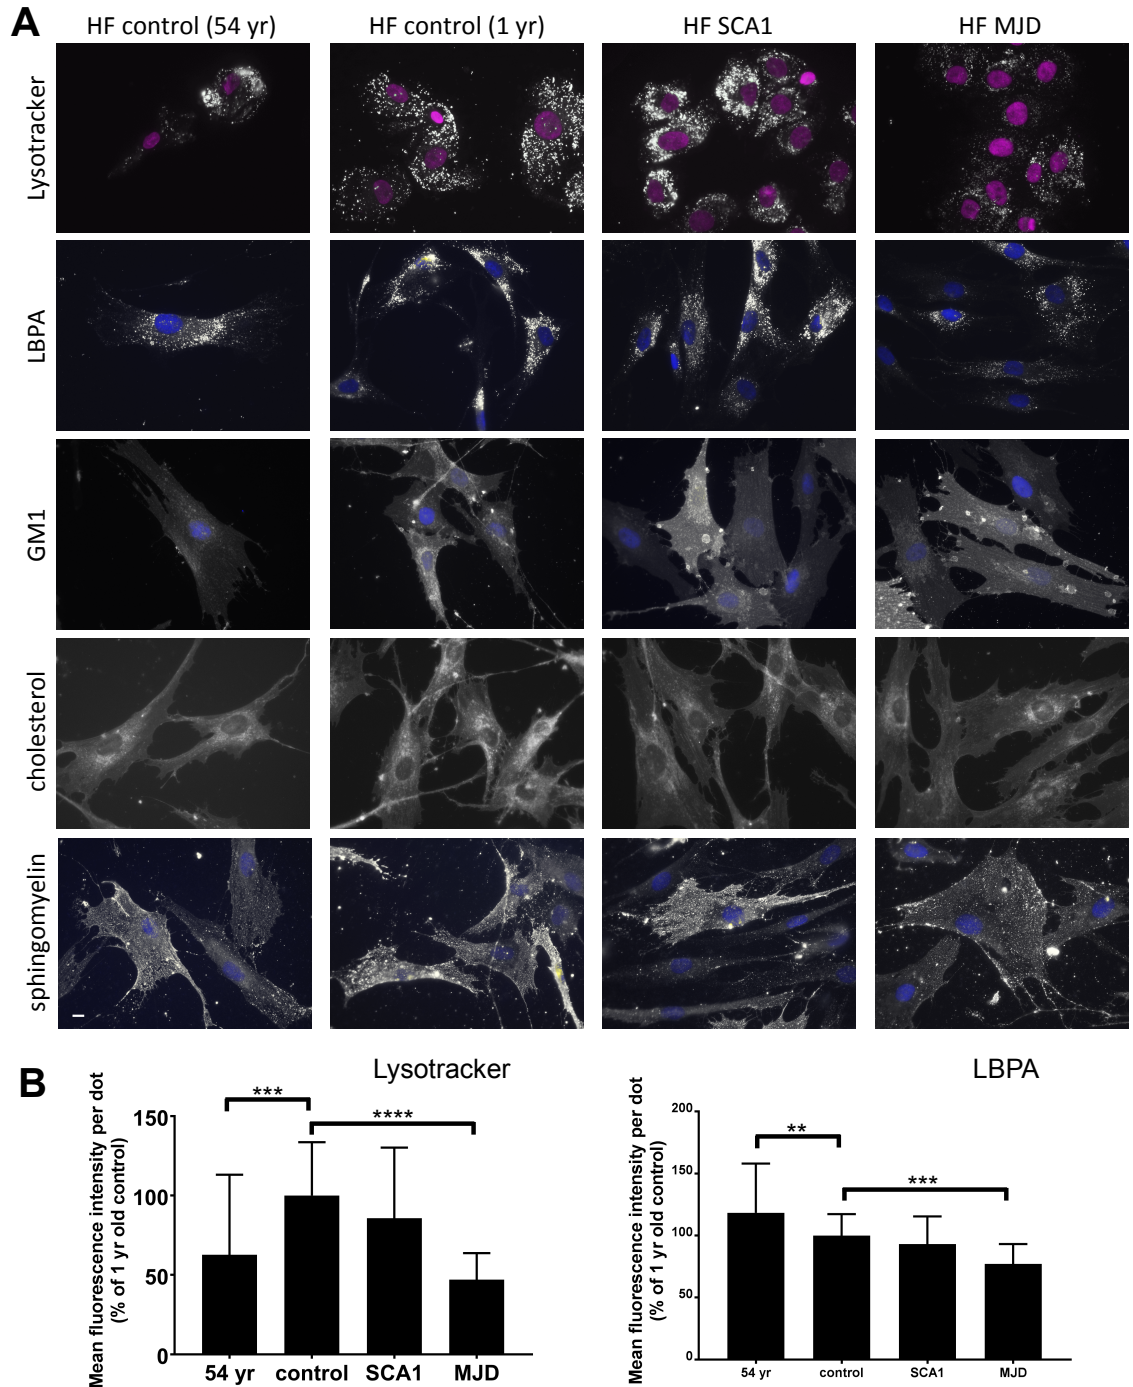 A
HF control (54 yr)
HF control (1 yr)
HF SCA1
HF MJD
Lysotracker
LBPA
GM1
cholesterol
sphingomyelin
B
Lysotracker
Mean fluorescence intensity per dot
(% of 1 yr old control)
150
100
50
0
***
****
54 yr
control
SCA1
MJD
LBPA
Mean fluorescence intensity per dot
(% of 1 yr old control)
200
150
100
50
0
**
***
54 yr
control
SCA1
MJD